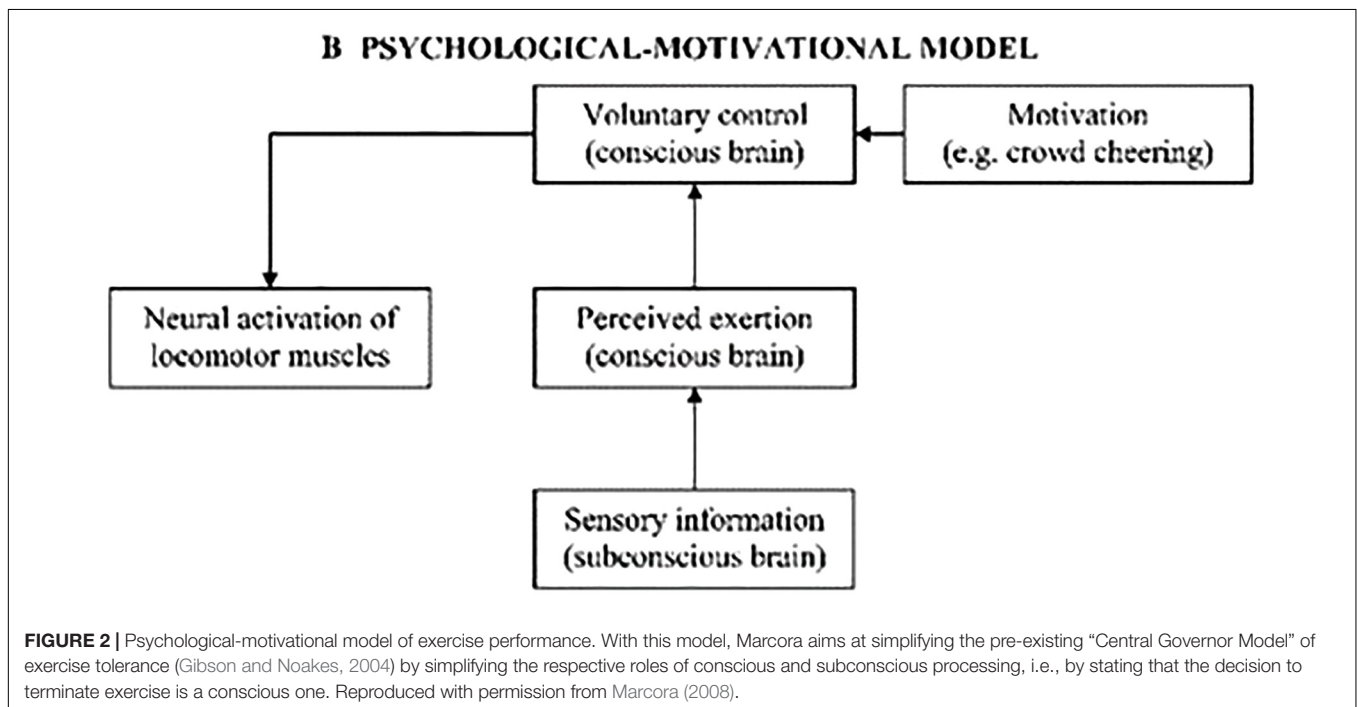 B PSYCHOLOGICAL-MOTIVATIONAL MODEL
Voluntary control
(conscious brain)
Motivation
(e.g. crowd cheering)
Neural activation of
locomotor muscles
Perceived exertion
(conscious brain)
Sensory information
(subconscious brain)
FIGURE 2 | Psychological-motivational model of exercise performance. With this model, Marcora aims at simplifying the pre-existing “Central Governor Model” of
exercise tolerance (Gibson and Noakes, 2004) by simplifying the respective roles of conscious and subconscious processing, i.e., by stating that the decision to
terminate exercise is a conscious one. Reproduced with permission from Marcora (2008).